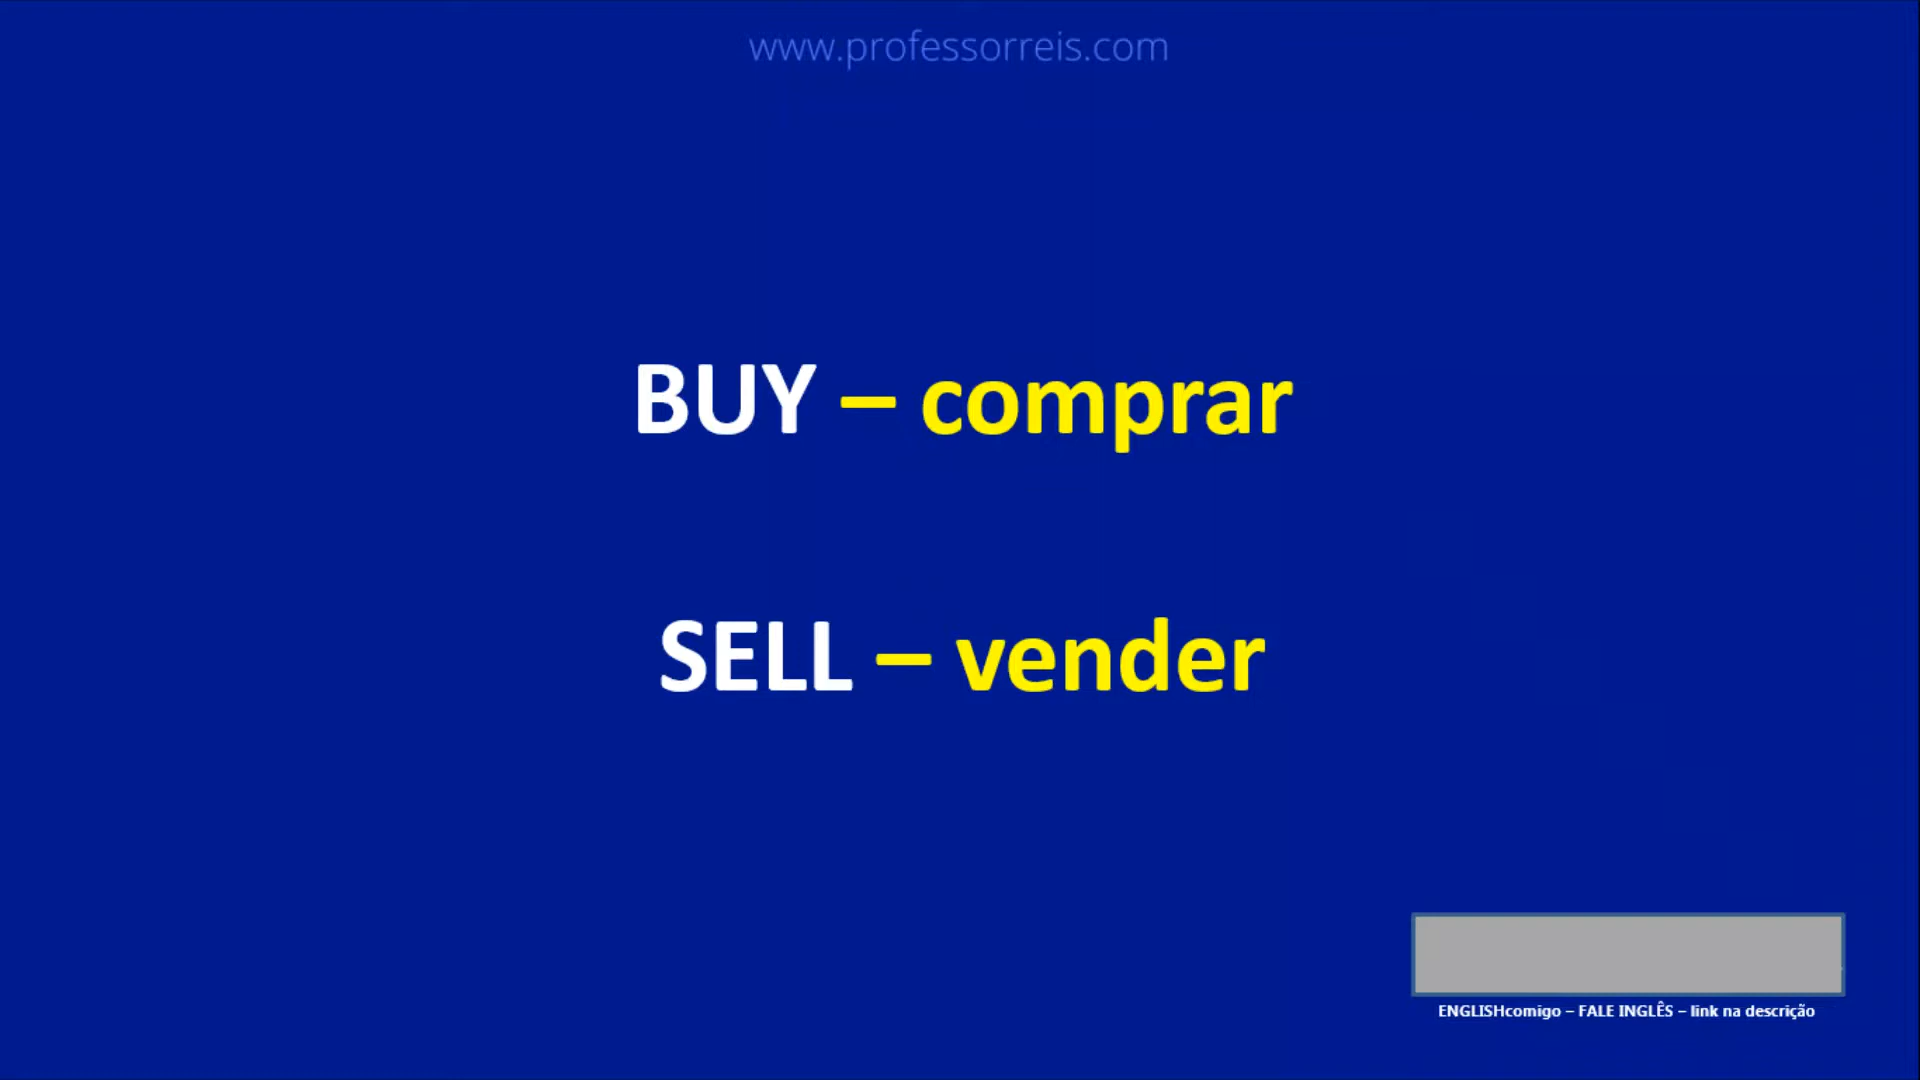 www.professorreis.com
BUY – comprar
SELL – vender
ENGLISHcomigo – FALE INGLÊS – link na descrição